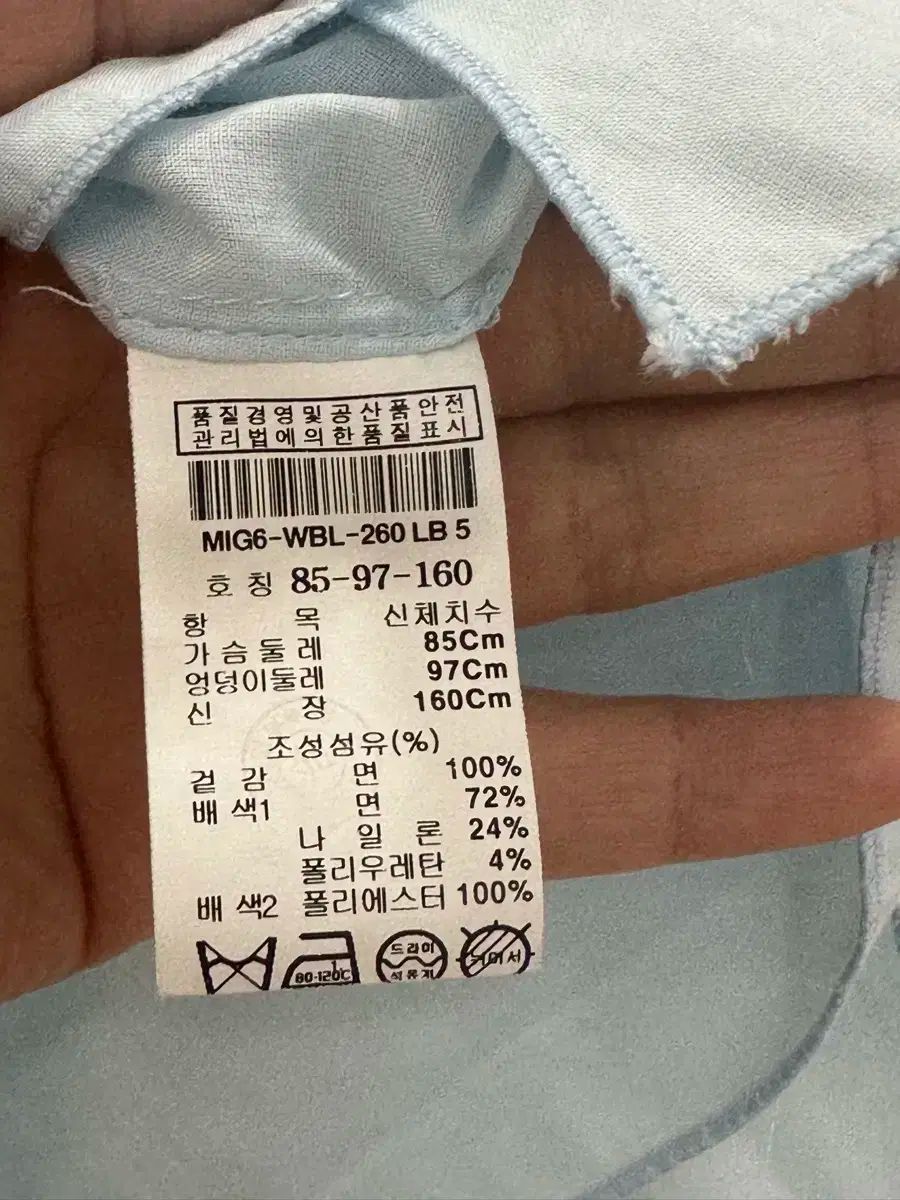 품질경영및공산품안전
관리법에의한품질표시
MIG6-WBL-260 LB 5
호칭 85-97-160
항 목 신체치수
가슴둘레 85Cm
엉덩이둘레 97Cm
신 장 160Cm
조성섬유(%)
겉감 면 100%
배색1 면 72%
나일론 24%
폴리우레탄 4%
배색2 폴리에스터 100%
80-120℃
드라이
석유계